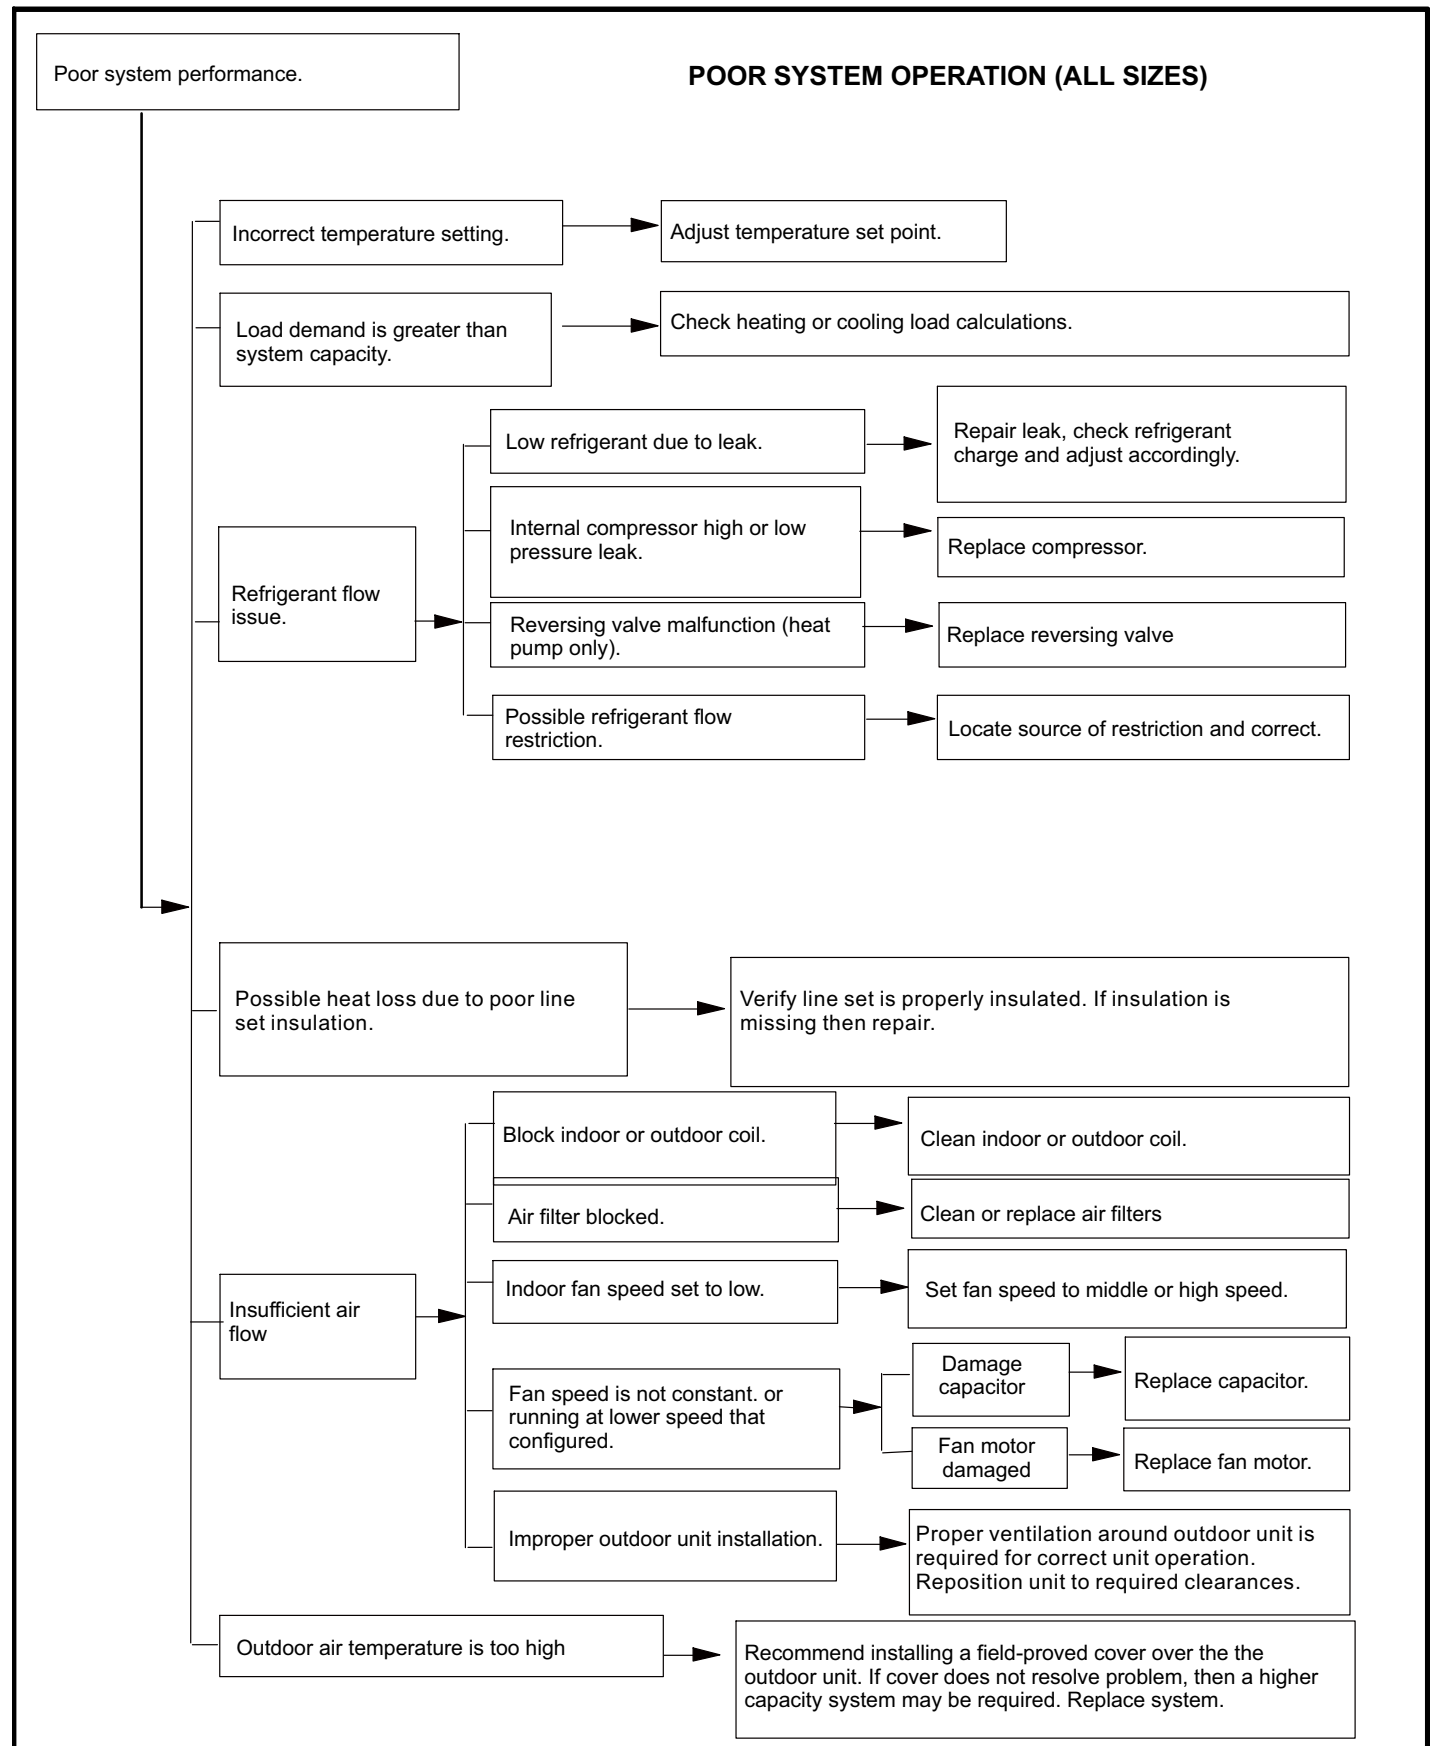 Poor system performance.
POOR SYSTEM OPERATION (ALL SIZES)
Incorrect temperature setting.
Adjust temperature set point.
Load demand is greater than
system capacity.
Check heating or cooling load calculations.
Refrigerant flow
issue.
Low refrigerant due to leak.
Repair leak, check refrigerant
charge and adjust accordingly.
Internal compressor high or low
pressure leak.
Replace compressor.
Reversing valve malfunction (heat
pump only).
Replace reversing valve
Possible refrigerant flow
restriction.
Locate source of restriction and correct.
Possible heat loss due to poor line
set insulation.
Verify line set is properly insulated. If insulation is
missing then repair.
Insufficient air
flow
Block indoor or outdoor coil.
Clean indoor or outdoor coil.
Air filter blocked.
Clean or replace air filters
Indoor fan speed set to low.
Set fan speed to middle or high speed.
Fan speed is not constant. or
running at lower speed that
configured.
Damage
capacitor
Replace capacitor.
Fan motor
damaged
Replace fan motor.
Improper outdoor unit installation.
Proper ventilation around outdoor unit is
required for correct unit operation.
Reposition unit to required clearances.
Outdoor air temperature is too high
Recommend installing a field-proved cover over the the
outdoor unit. If cover does not resolve problem, then a higher
capacity system may be required. Replace system.